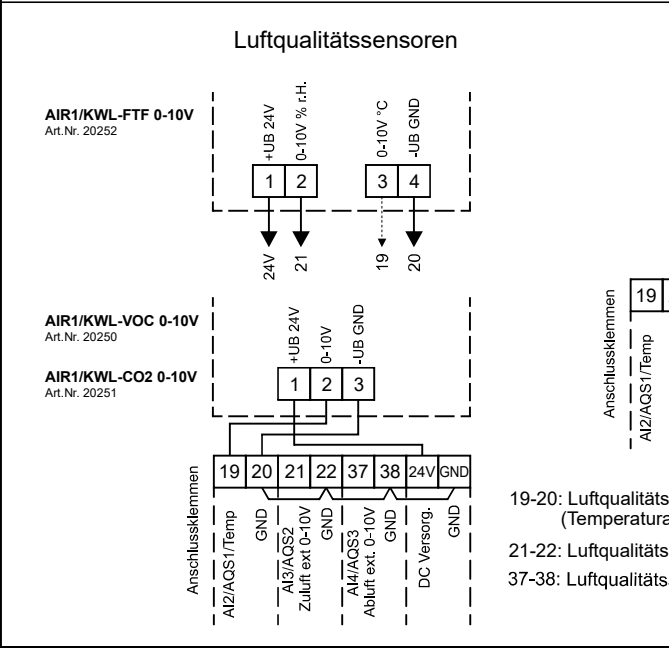 Luftqualitätssensoren
AIR1/KWL-FTF 0-10V
Art.Nr. 20252
+UB 24V
0-10V % r.H.
0-10V °C
-UB GND
1 2 3 4
24V
21
19
20
AIR1/KWL-VOC 0-10V
Art.Nr. 20250
AIR1/KWL-CO2 0-10V
Art.Nr. 20251
+UB 24V
0-10V
-UB GND
1 2 3
Anschlussklemmen
19 20 21 22 37 38 24V GND
AI2/AQS1/Temp
GND
AI3/AQS2
Zuluft ext 0-10V
GND
AI4/AQS3
Abluft ext. 0-10V
GND
DC Versorg.
GND
Anschlussklemmen
19
AI2/AQS1/Temp
19-20: Luftqualitäts
(Temperatura
21-22: Luftqualitäts
37-38: Luftqualitäts